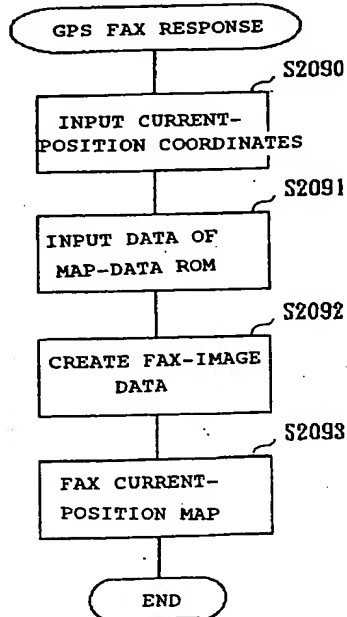 GPS FAX RESPONSE
S2090
INPUT CURRENT-
POSITION COORDINATES
S2091
INPUT DATA OF
MAP-DATA ROM
S2092
CREATE FAX-IMAGE
DATA
S2093
FAX CURRENT-
POSITION MAP
END